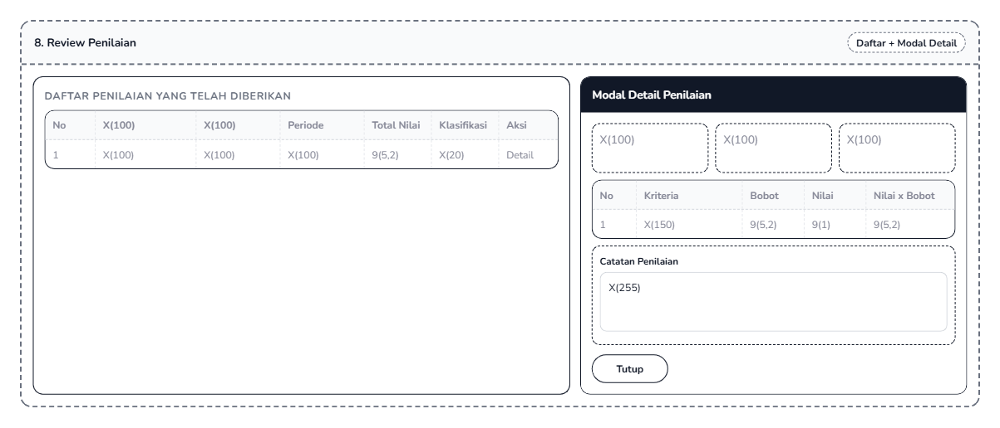 8. Review Penilaian
Daftar + Modal Detail
DAFTAR PENILAIAN YANG TELAH DIBERIKAN
No X(100) X(100) Periode Total Nilai Klasifikasi Aksi
1 X(100) X(100) X(100) 9(5,2) X(20) Detail
Modal Detail Penilaian
X(100) X(100) X(100)
No Kriteria Bobot Nilai Nilai x Bobot
1 X(150) 9(5,2) 9(1) 9(5,2)
Catatan Penilaian
X(255)
Tutup